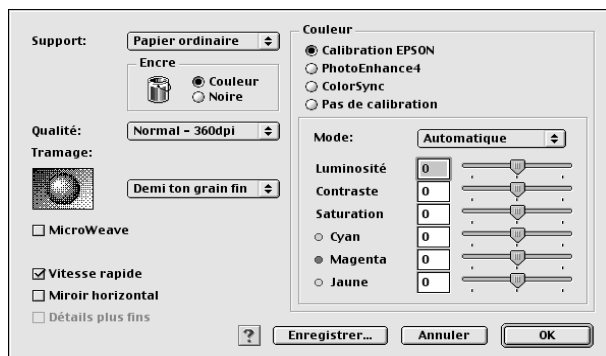 Support:
Papier ordinaire
Encre
Couleur
Noire
Qualité:
Normal - 360dpi
Tramage:
Demi ton grain fin
MicroWeave
Vitesse rapide
Miroir horizontal
Détails plus fins
Couleur
Calibration EPSON
PhotoEnhance4
ColorSync
Pas de calibration
Mode:
Automatique
Luminosité 0
Contraste 0
Saturation 0
Cyan 0
Magenta 0
Jaune 0
?
Enregistrer...
Annuler
OK